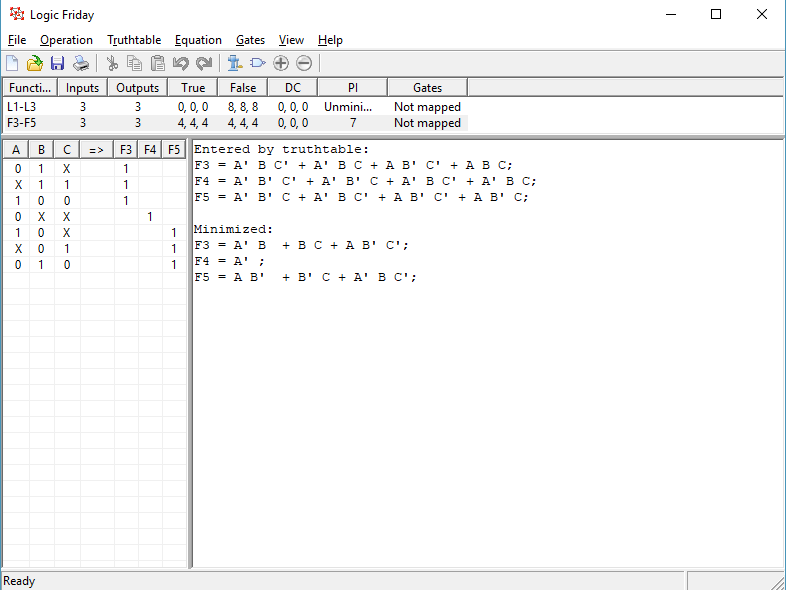 Logic Friday
File Operation Truthtable Equation Gates View Help
Functi... Inputs Outputs True False DC PI Gates
L1-L3 3 3 0, 0, 0 8, 8, 8 0, 0, 0 Unmini... Not mapped
F3-F5 3 3 4, 4, 4 4, 4, 4 0, 0, 0 7 Not mapped
A B C => F3 F4 F5
0 1 X 1
X 1 1 1
1 0 0 1
0 X X 1
1 0 X 1
X 0 1 1
0 1 0 1
Entered by truthtable:
F3 = A' B C' + A' B C + A B' C' + A B C;
F4 = A' B' C' + A' B' C + A' B C' + A' B C;
F5 = A' B' C + A' B C' + A B' C' + A B' C;
Minimized:
F3 = A' B + B C + A B' C';
F4 = A' ;
F5 = A B' + B' C + A' B C';
Ready